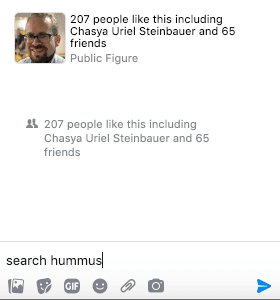 207 people like this including
Chasya Uriel Steinbauer and 65
friends
Public Figure
207 people like this including
Chasya Uriel Steinbauer and 65
friends
search hummus
GIF